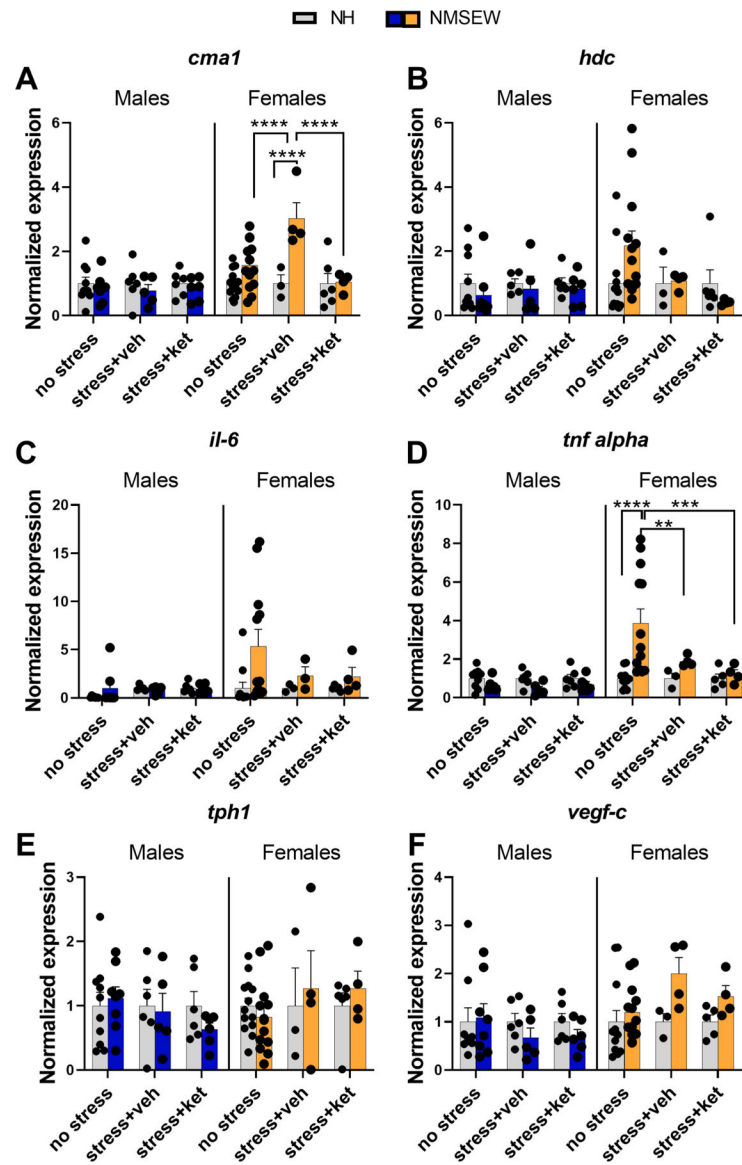 NH NMSEW
cma1 hdc
A B
Males Females Males Females
**** ****
****
Normalized expression Normalized expression
6 6
4 4
2 2
0 0
no stress stress+veh stress+ket no stress stress+veh stress+ket no stress stress+veh stress+ket no stress stress+veh stress+ket
il-6 tnf alpha
C D
Males Females Males Females
**** ***
**
Normalized expression Normalized expression
20 10
15 8
10 6
5 4
0 2
0
no stress stress+veh stress+ket no stress stress+veh stress+ket no stress stress+veh stress+ket no stress stress+veh stress+ket
tph1 vegf-c
E F
Males Females Males Females
Normalized expression Normalized expression
3 4
2 3
1 2
0 1
0
no stress stress+veh stress+ket no stress stress+veh stress+ket no stress stress+veh stress+ket no stress stress+veh stress+ket